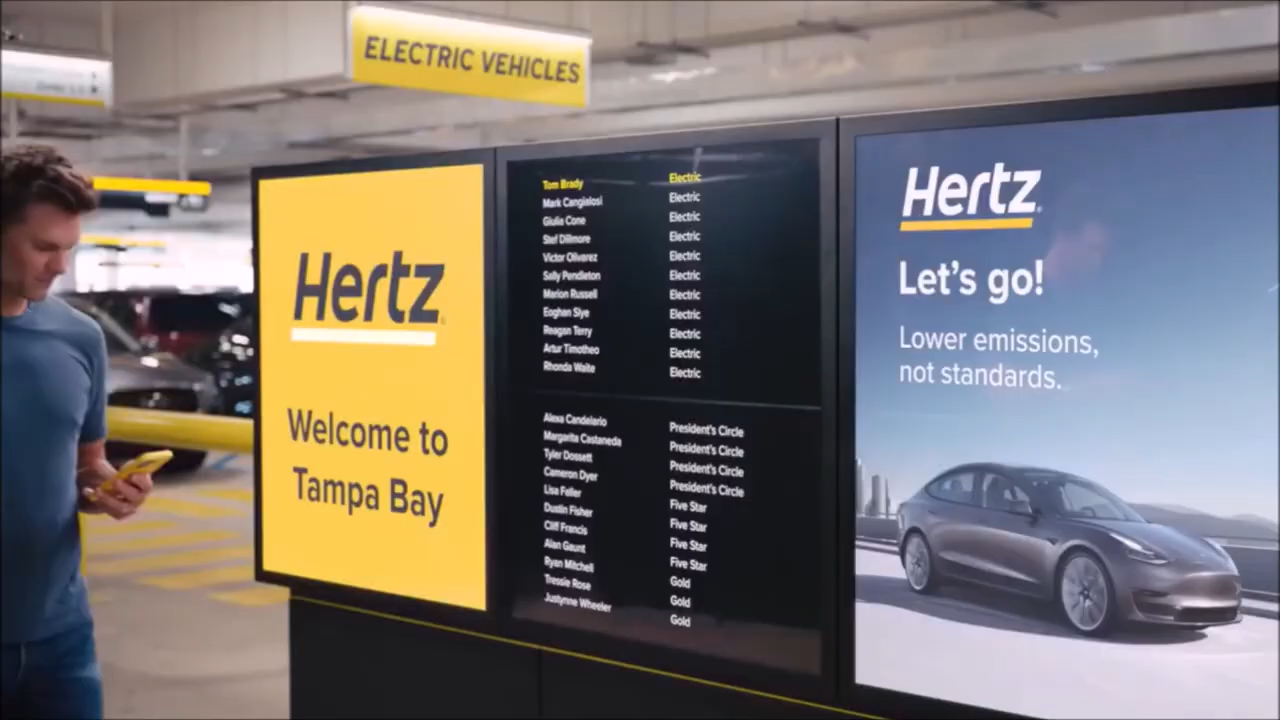 ELECTRIC VEHICLES
Hertz
Welcome to
Tampa Bay
Tom Brady Electric
Mark Cangialosi Electric
Giulia Cone Electric
Stef Dillmore Electric
Victor Olivarez Electric
Sally Pendleton Electric
Marion Russell Electric
Eoghan Slye Electric
Reagan Terry Electric
Artur Timotheo Electric
Rhonda Waite Electric
Alexa Candelario President's Circle
Margarita Castaneda President's Circle
Tyler Dossett President's Circle
Cameron Dyer President's Circle
Lisa Feller Five Star
Dustin Fisher Five Star
Cliff Francis Five Star
Alan Gaunt Five Star
Ryan Mitchell Gold
Tressie Rose Gold
Justynne Wheeler Gold
Hertz
Let's go!
Lower emissions,
not standards.